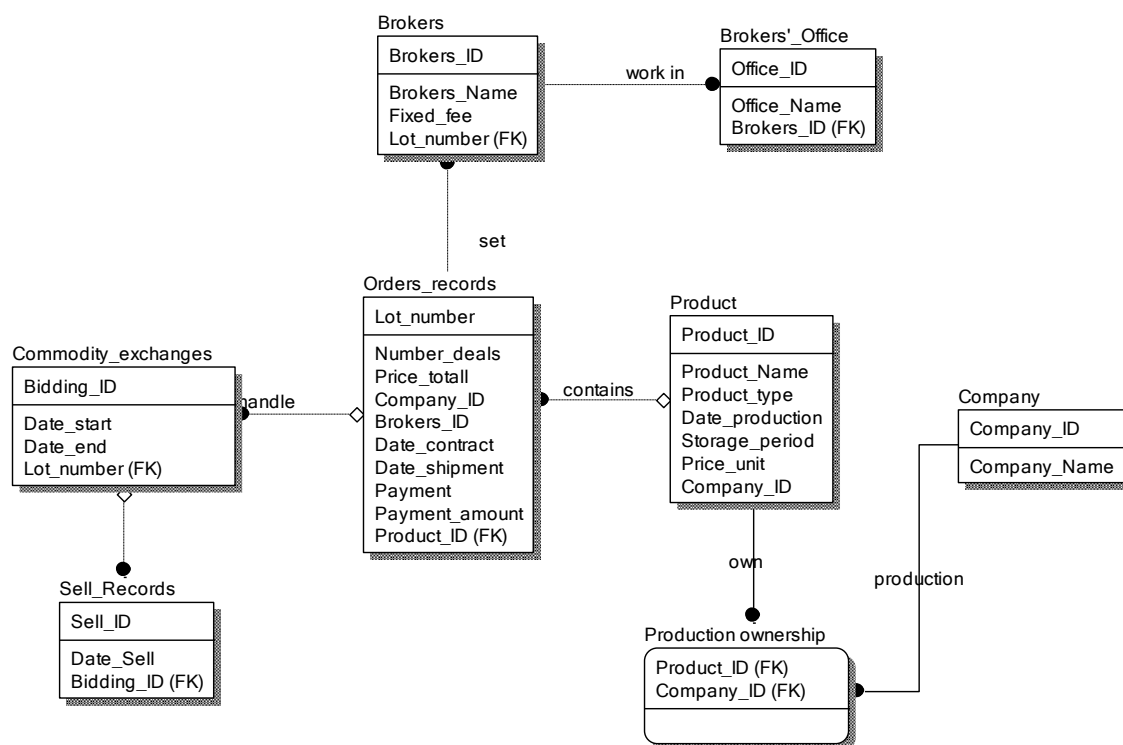 Brokers
Brokers_ID
Brokers_Name
Fixed_fee
Lot_number (FK)
work in
Brokers'_Office
Office_ID
Office_Name
Brokers_ID (FK)
set
Orders_records
Lot_number
Number_deals
Price_totall
Company_ID
Brokers_ID
Date_contract
Date_shipment
Payment
Payment_amount
Product_ID (FK)
Commodity_exchanges
Bidding_ID
Date_start
Date_end
Lot_number (FK)
handle
contains
Product
Product_ID
Product_Name
Product_type
Date_production
Storage_period
Price_unit
Company_ID
Company
Company_ID
Company_Name
Sell_Records
Sell_ID
Date_Sell
Bidding_ID (FK)
own
production
Production ownership
Product_ID (FK)
Company_ID (FK)